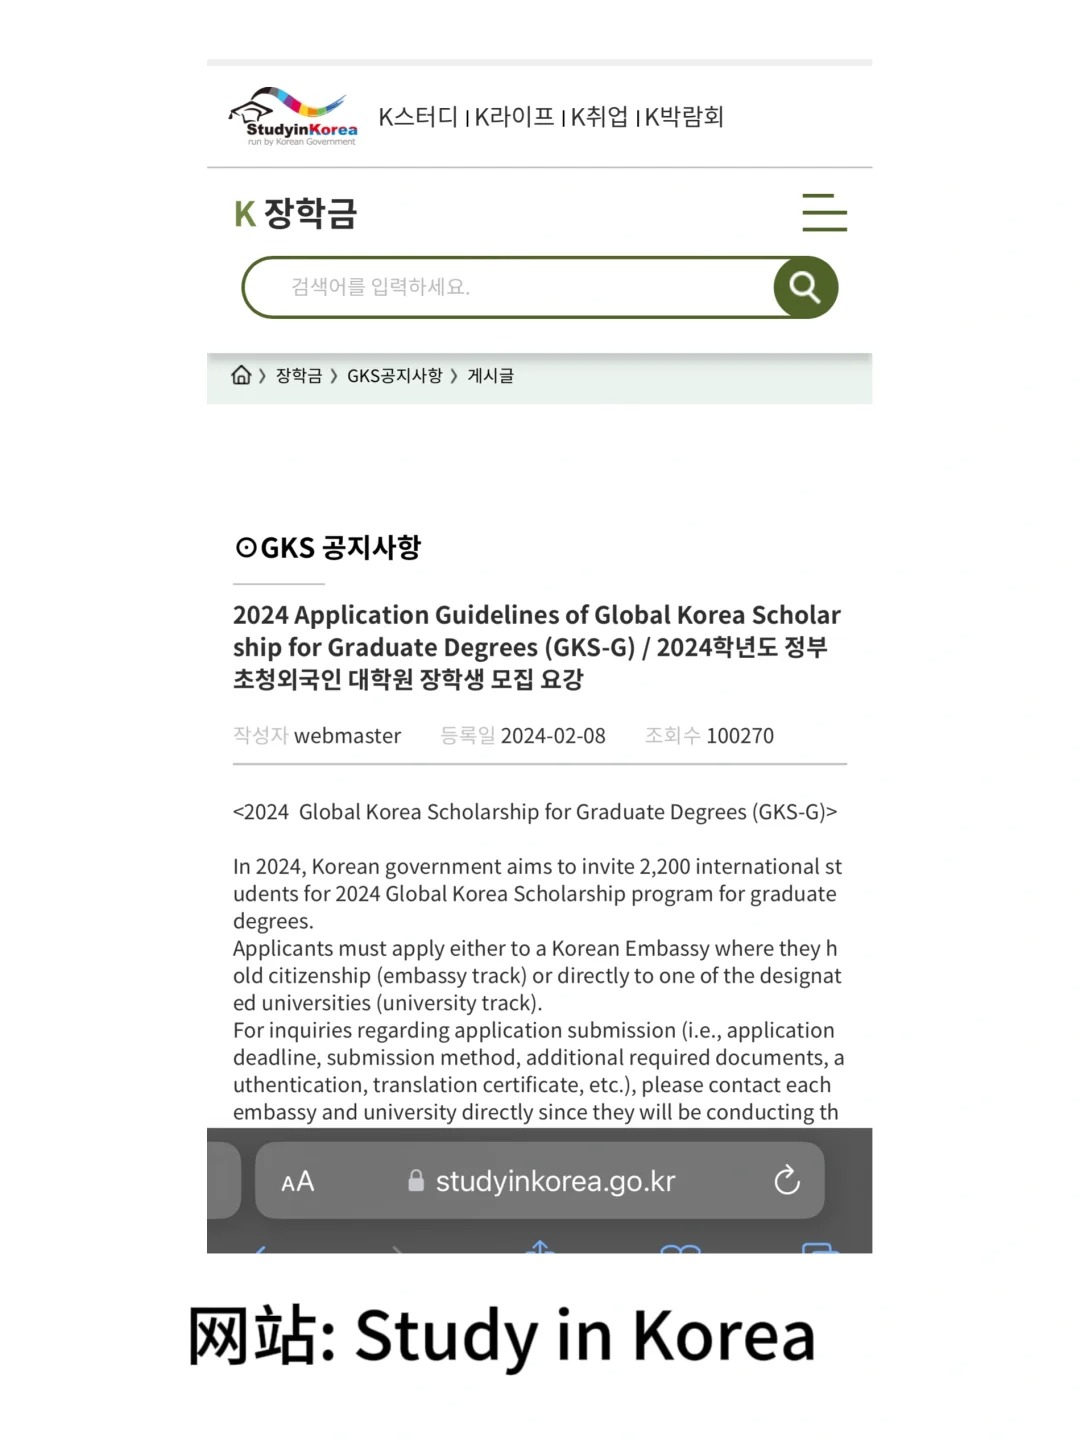 StudyinKorea
run by Korean Government
K스터디 | K라이프 | K취업 | K박람회
K 장학금
검색어를 입력하세요.
장학금 > GKS공지사항 > 게시글
⊙GKS 공지사항
2024 Application Guidelines of Global Korea Scholar
ship for Graduate Degrees (GKS-G) / 2024학년도 정부
초청외국인 대학원 장학생 모집 요강
작성자 webmaster 등록일 2024-02-08 조회수 100270
<2024  Global Korea Scholarship for Graduate Degrees (GKS-G)>
In 2024, Korean government aims to invite 2,200 international st
udents for 2024 Global Korea Scholarship program for graduate
degrees.
Applicants must apply either to a Korean Embassy where they h
old citizenship (embassy track) or directly to one of the designat
ed universities (university track).
For inquiries regarding application submission (i.e., application
deadline, submission method, additional required documents, a
uthentication, translation certificate, etc.), please contact each
embassy and university directly since they will be conducting th
AA studyinkorea.go.kr
网站: Study in Korea